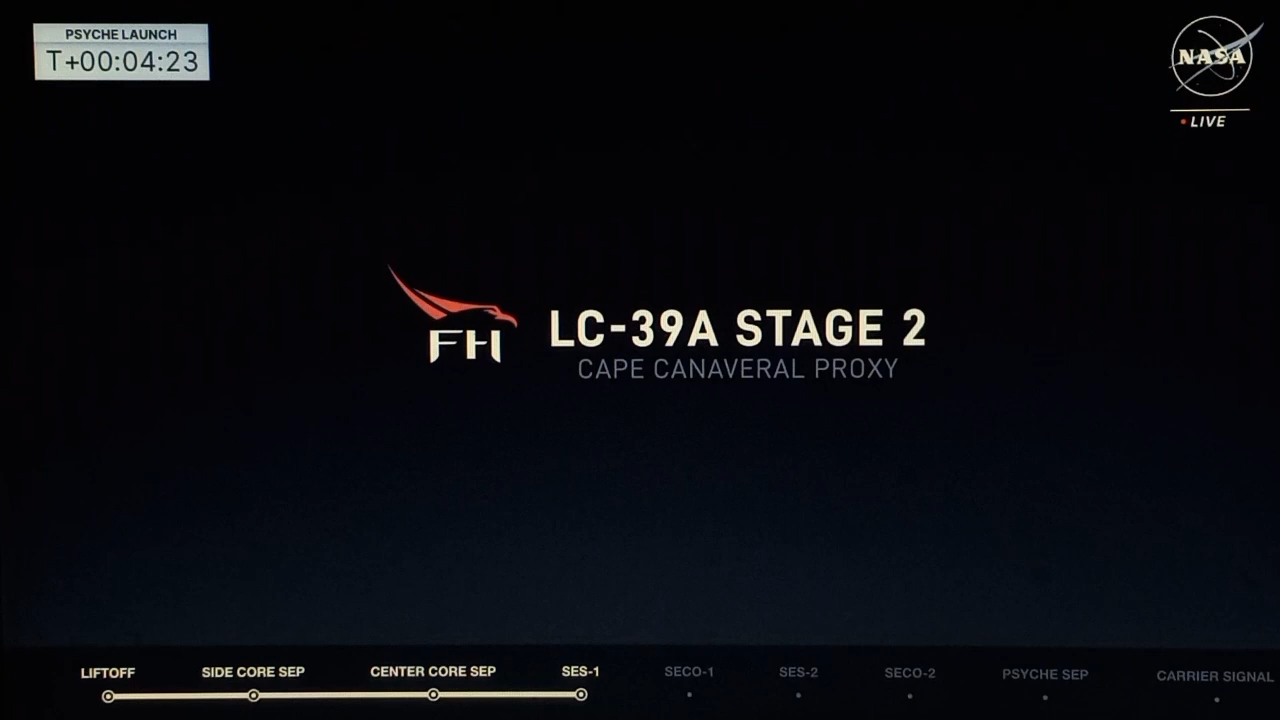 PSYCHE LAUNCH
T+00:04:23
NASA
LIVE
FH
LC-39A STAGE 2
CAPE CANAVERAL PROXY
LIFTOFF
SIDE CORE SEP
CENTER CORE SEP
SES-1
SECO-1
SES-2
SECO-2
PSYCHE SEP
CARRIER SIGNAL